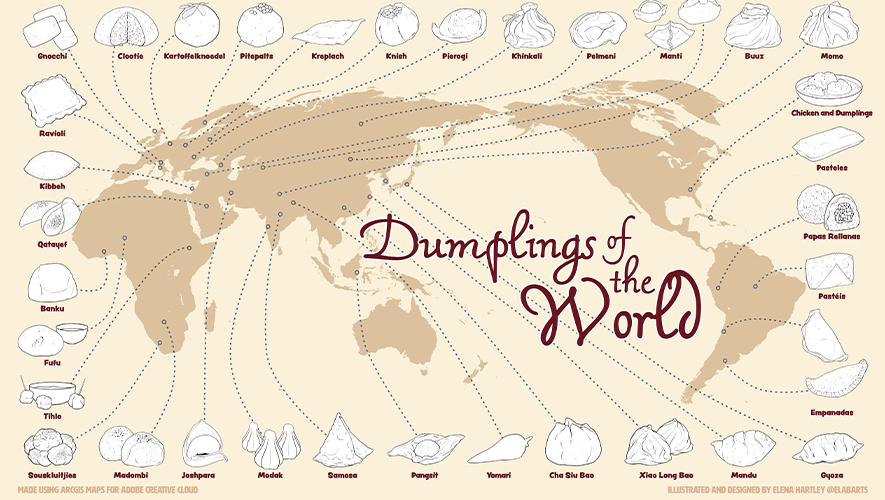 Gnocchi
Clootie
Kartoffelknoedel
Pitepalts
Kreplach
Knish
Pierogi
Khinkali
Pelmeni
Manti
Buuz
Momo
Ravioli
Chicken and Dumplings
Kibbeh
Pasteles
Qatayef
Papas Rellanas
Banku
Pastéis
Fufu
Tihlo
Empanadas
Dumplings of
the
World
Souskluitjies
Madombi
Joshpara
Modak
Samosa
Pangsit
Yomari
Cha Siu Bao
Xiao Long Bao
Mandu
Gyoza
MADE USING ARCGIS MAPS FOR ADOBE CREATIVE CLOUD
ILLUSTRATED AND DESIGNED BY ELENA HARTLEY @ELABARTS